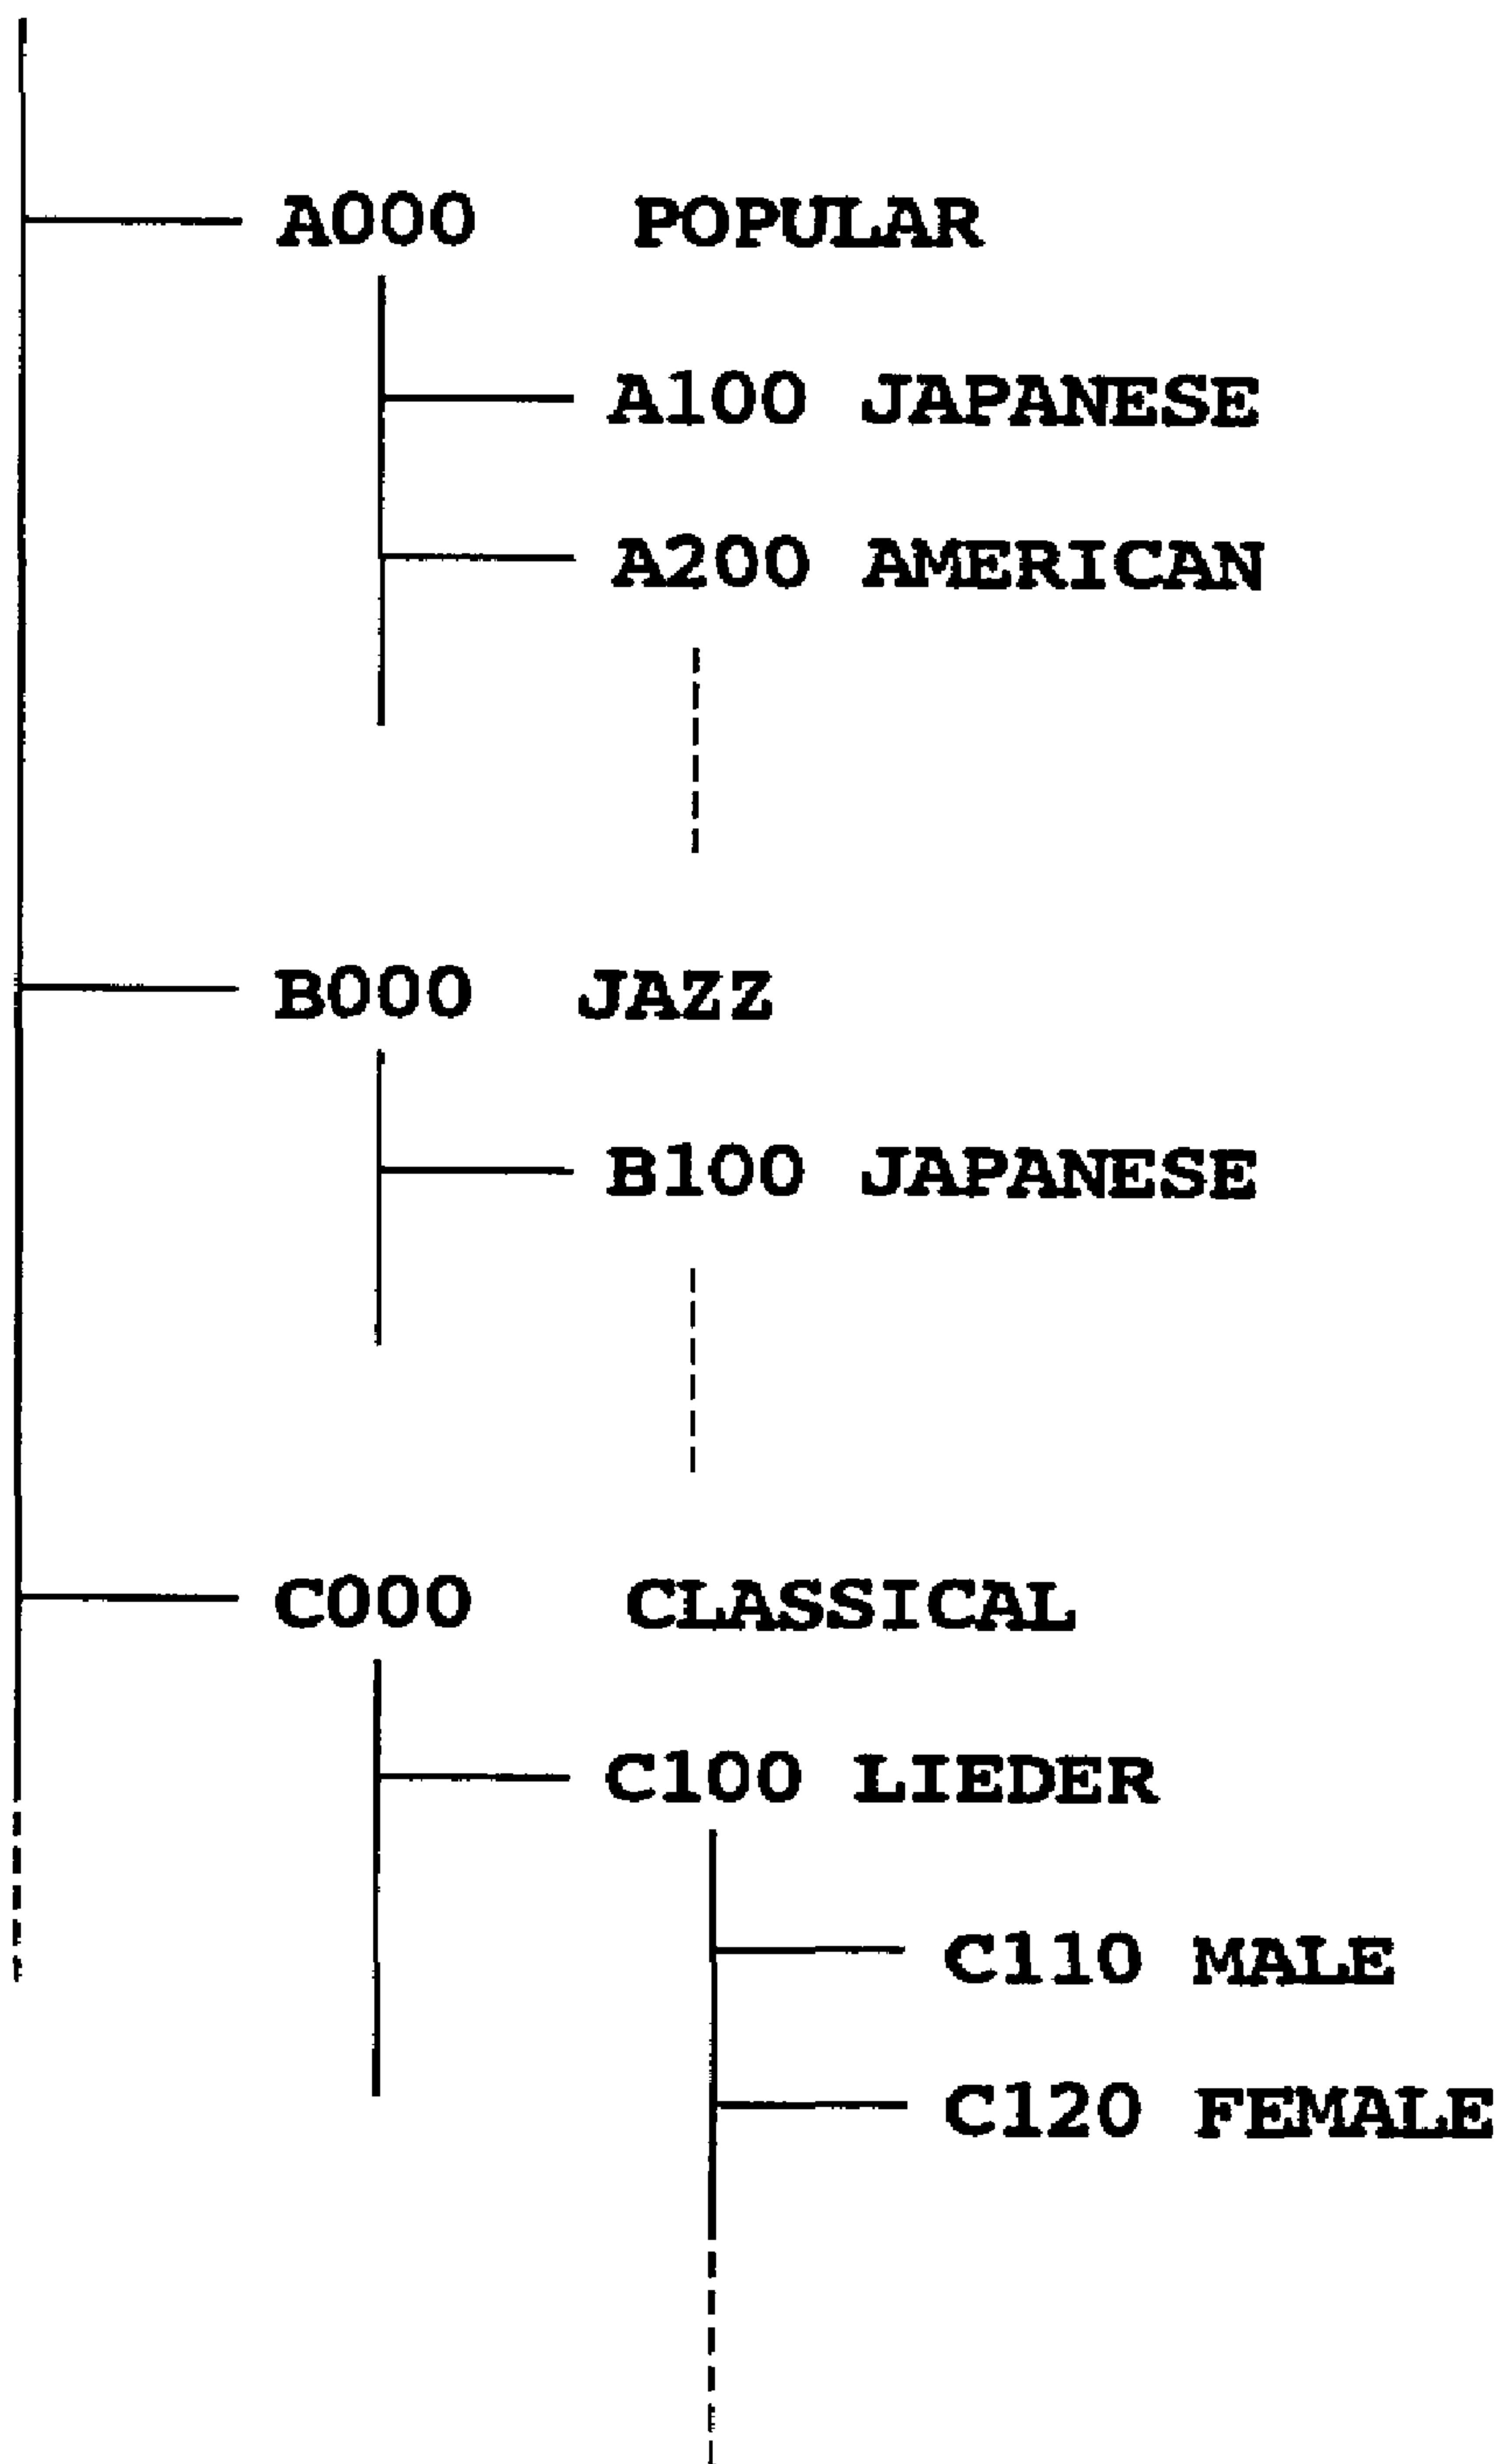 A000 POPULAR
A100 JAPANESE
A200 AMERICAN
B000 JAZZ
B100 JAPANESE
C000 CLASSICAL
C100 LIEDER
C110 MALE
C120 FEMALE